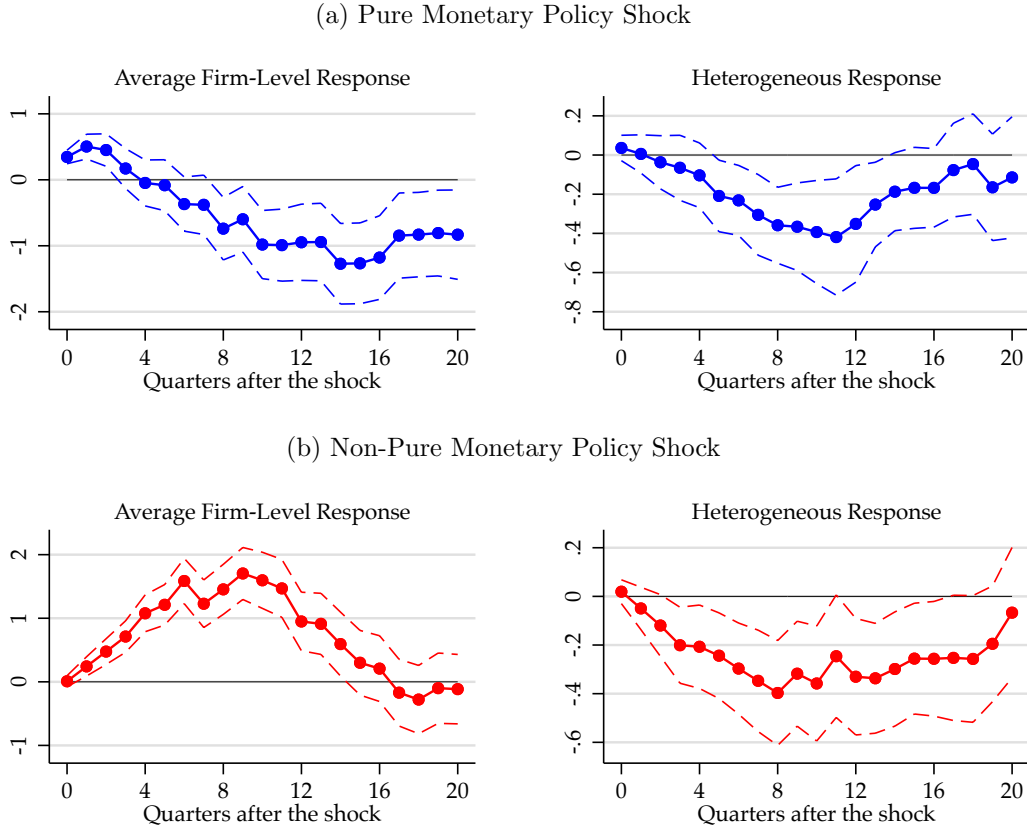 (a) Pure Monetary Policy Shock
Average Firm-Level Response
1
0
-1
-2
0 4 8 12 16 20
Quarters after the shock
Heterogeneous Response
.2
0
-.2
-.4
-.6
-.8
0 4 8 12 16 20
Quarters after the shock
(b) Non-Pure Monetary Policy Shock
Average Firm-Level Response
2
1
0
-1
0 4 8 12 16 20
Quarters after the shock
Heterogeneous Response
.2
0
-.2
-.4
-.6
0 4 8 12 16 20
Quarters after the shock